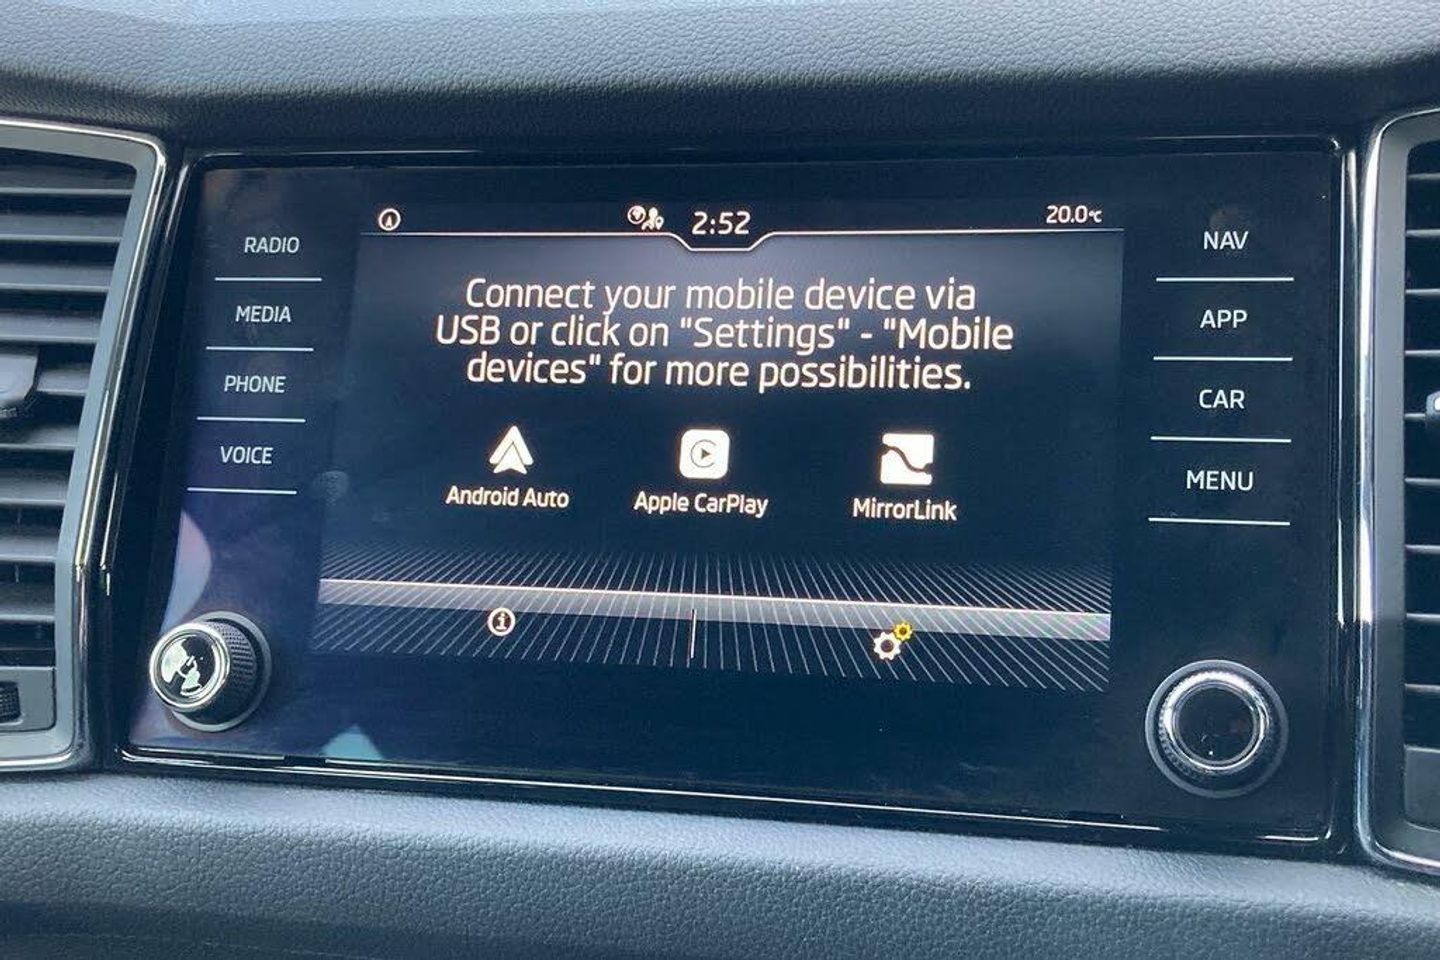 2:52
20.0°C
RADIO
MEDIA
PHONE
VOICE
Connect your mobile device via
USB or click on "Settings" - "Mobile
devices" for more possibilities.
Android Auto
Apple CarPlay
MirrorLink
NAV
APP
CAR
MENU